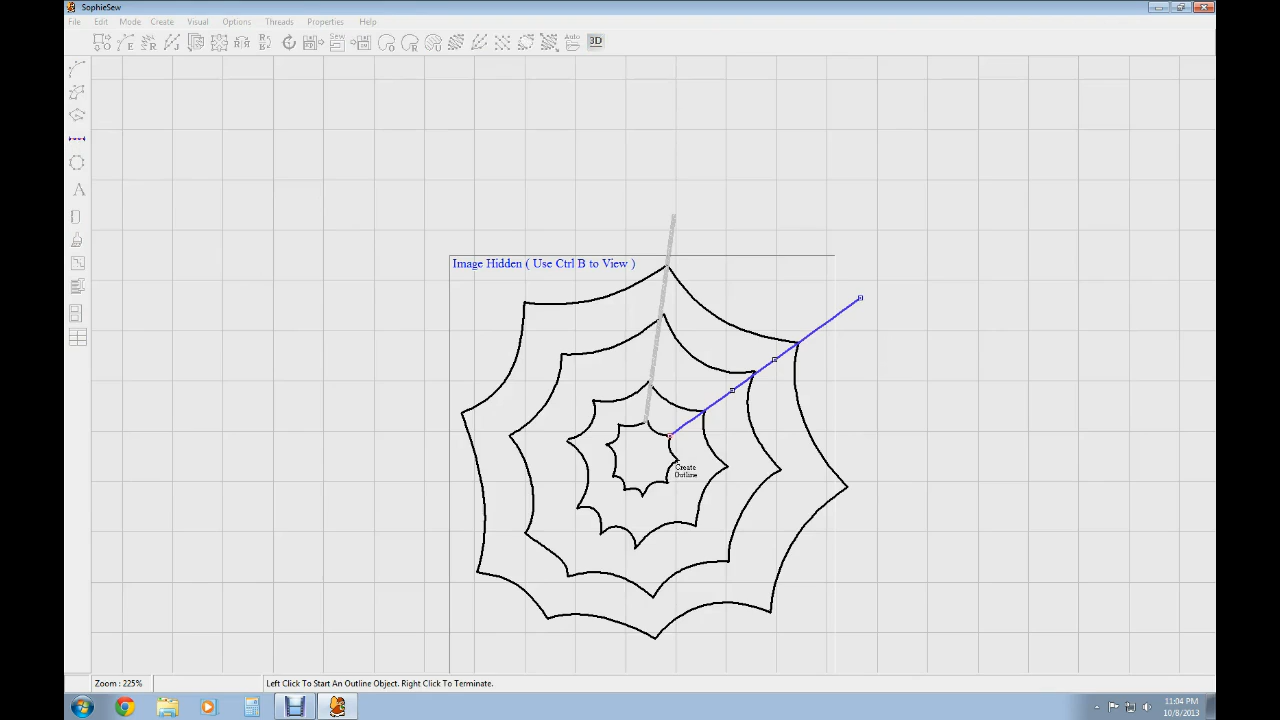 SophieSew
File Edit Mode Create Visual Options Threads Properties Help
Sew
Auto
3D
A
Image Hidden ( Use Ctrl B to View )
Create
Outline
Zoom : 225%
Left Click To Start An Outline Object. Right Click To Terminate.
11:04 PM
10/8/2013